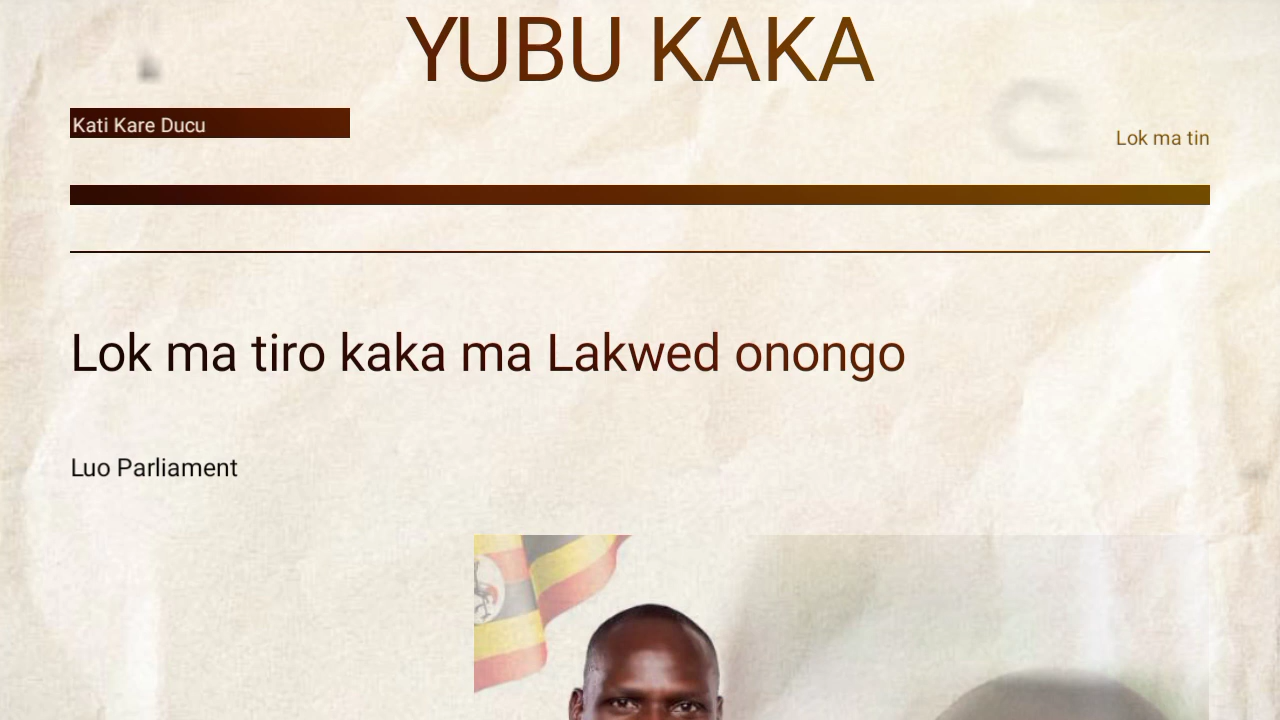 YUBU KAKA
Kati Kare Ducu
Lok ma tin
Lok ma tiro kaka ma Lakwed onongo
Luo Parliament